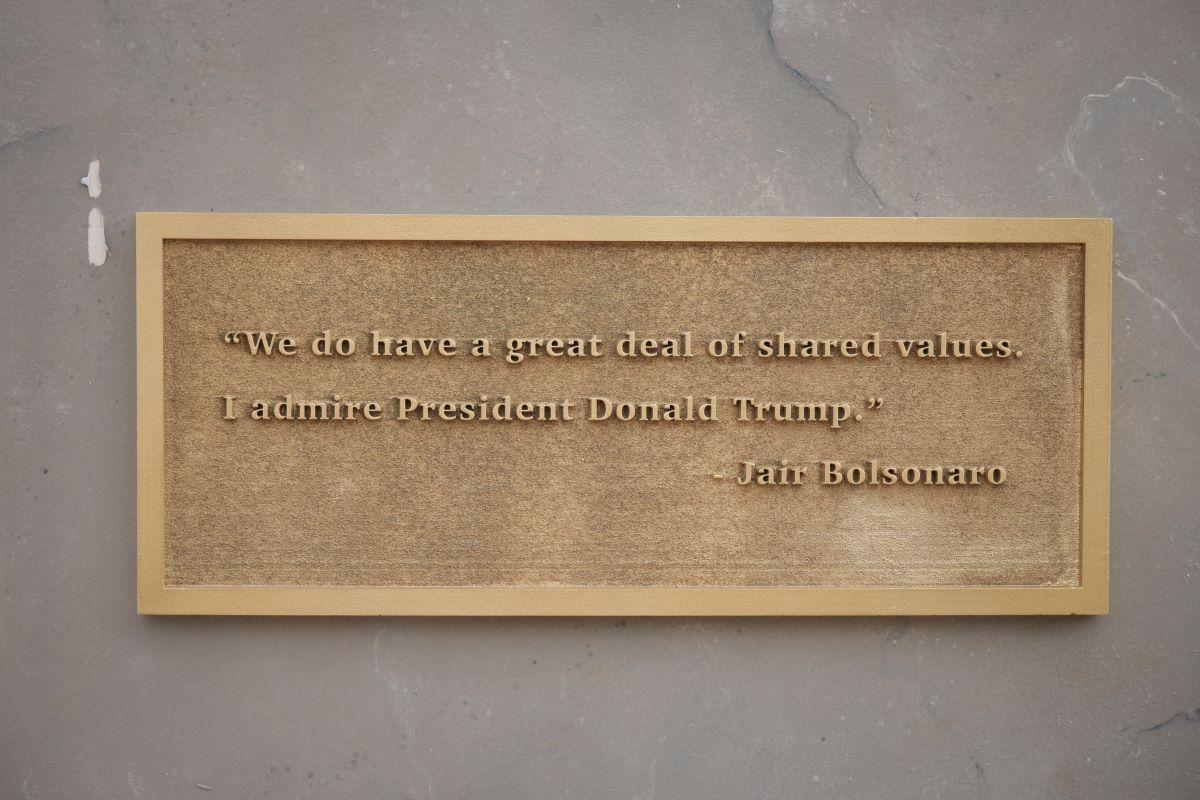 “We do have a great deal of shared values.
I admire President Donald Trump.”
- Jair Bolsonaro